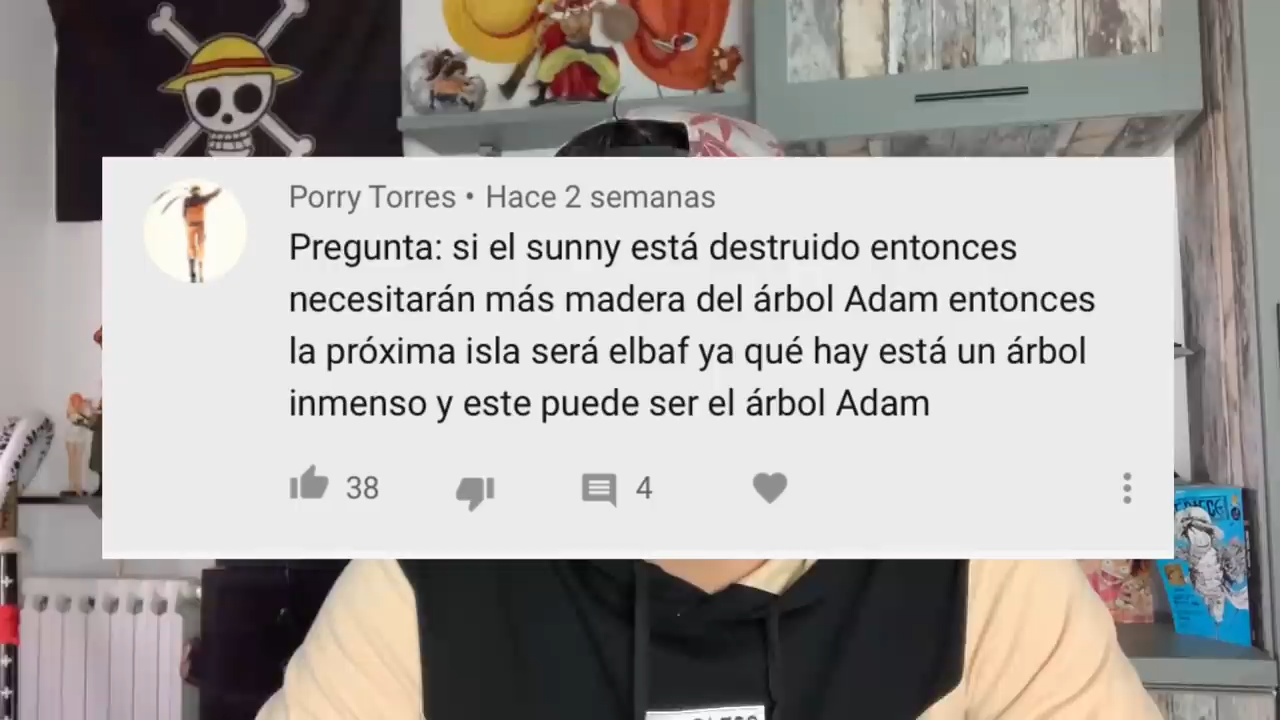 Porry Torres • Hace 2 semanas
Pregunta: si el sunny está destruido entonces
necesitarán más madera del árbol Adam entonces
la próxima isla será elbaf ya qué hay está un árbol
inmenso y este puede ser el árbol Adam
38
4